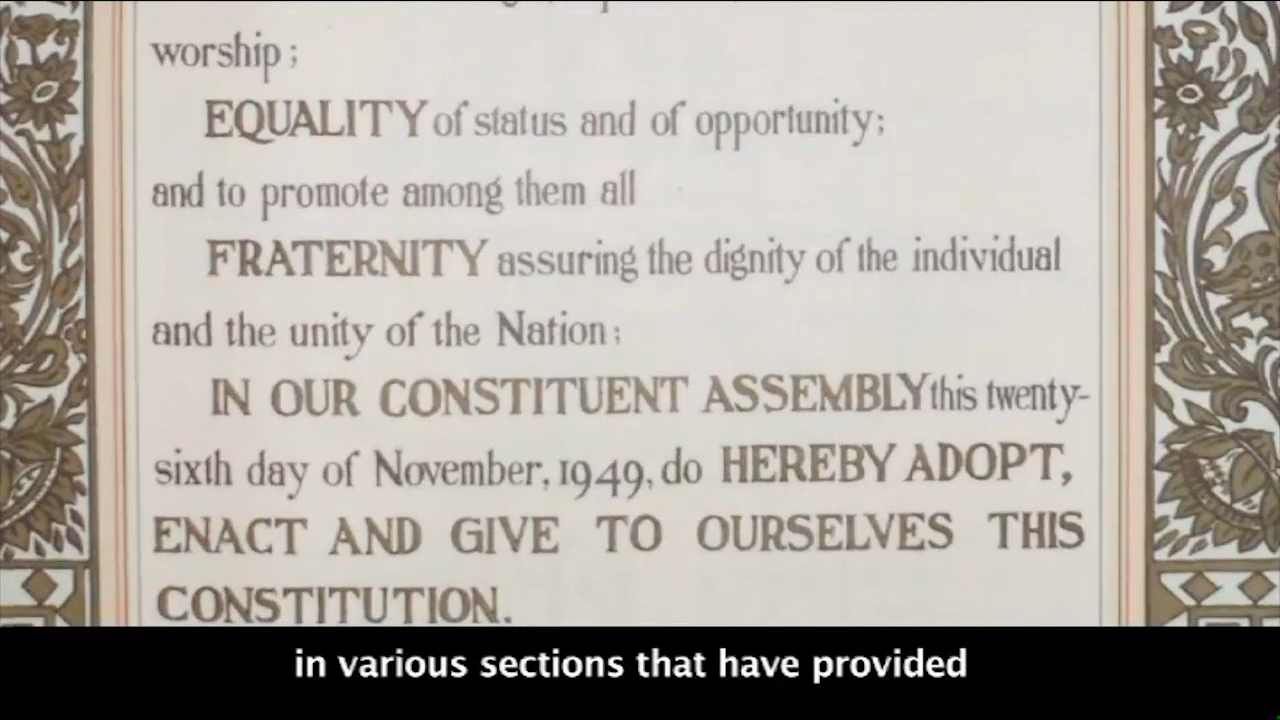 worship;
EQUALITY of status and of opportunity;
and to promote among them all
FRATERNITY assuring the dignity of the individual
and the unity of the Nation;
IN OUR CONSTITUENT ASSEMBLY this twenty-
sixth day of November, 1949, do HEREBY ADOPT,
ENACT AND GIVE TO OURSELVES THIS
CONSTITUTION.
in various sections that have provided